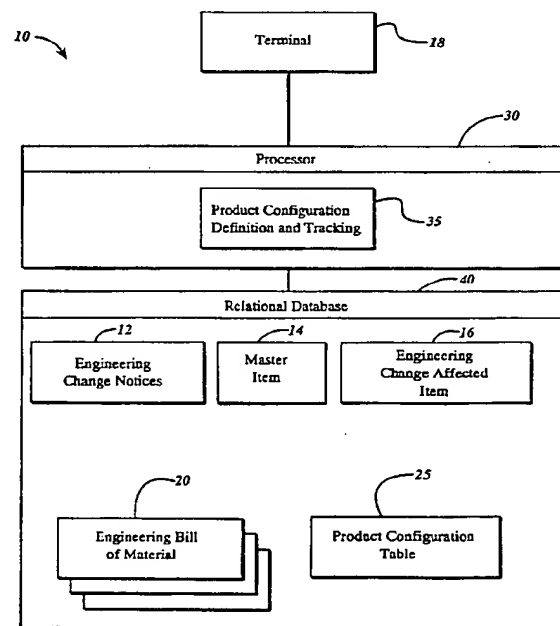 10
Terminal
18
30
Processor
Product Configuration
Definition and Tracking
35
40
Relational Database
12
Engineering
Change Notices
14
Master
Item
16
Engineering
Change Affected
Item
20
Engineering Bill
of Material
25
Product Configuration
Table